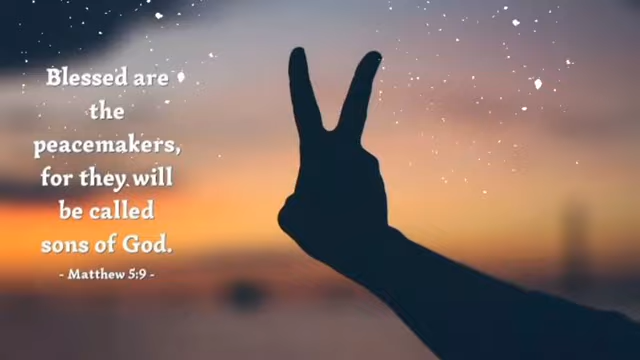 Blessed are
the
peacemakers,
for they will
be called
sons of God.
- Matthew 5:9 -